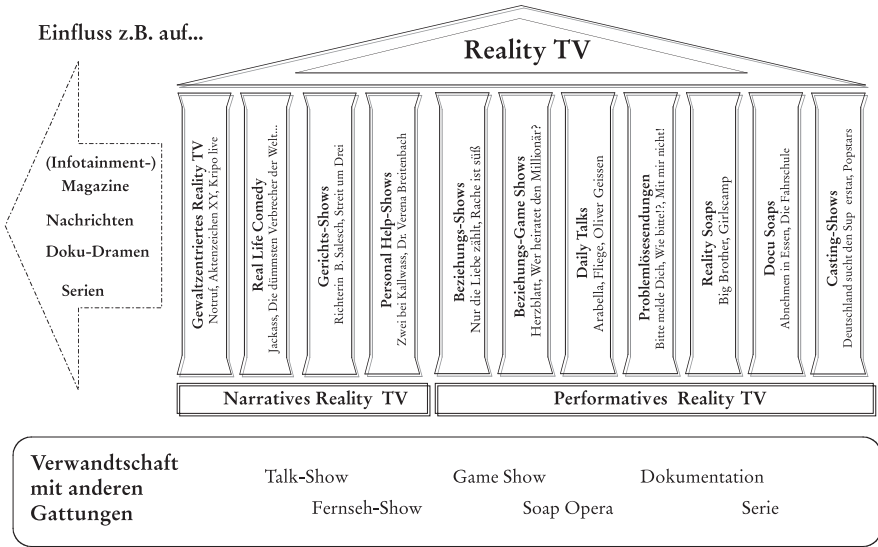 Einfluss z.B. auf...
Reality TV
(Infotainment-)
Magazine
Nachrichten
Doku-Dramen
Serien
Gewaltzentriertes Reality TV
Notruf, Aktenzeichen XY, Kripo live
Real Life Comedy
Jackass, Die dümmsten Verbrecher der Welt...
Gerichts-Shows
Richterin B. Salesch, Streit um Drei
Personal Help-Shows
Zwei bei Kallwass, Dr. Verena Breitenbach
Beziehungs-Shows
Nur die Liebe zählt, Rache ist süß
Beziehungs-Game Shows
Herzblatt, Wer heiratet den Millionär?
Daily Talks
Arabella, Fliege, Oliver Geissen
Problemlösesendungen
Bitte melde Dich, Wie bitte!?, Mit mir nicht!
Reality Soaps
Big Brother, Girlscamp
Docu Soaps
Abnehmen in Essen, Die Fahrschule
Casting-Shows
Deutschland sucht den Sup erstar, Popstars
Narratives Reality TV
Performatives Reality TV
Verwandtschaft
mit anderen
Gattungen
Talk-Show
Game Show
Dokumentation
Fernseh-Show
Soap Opera
Serie